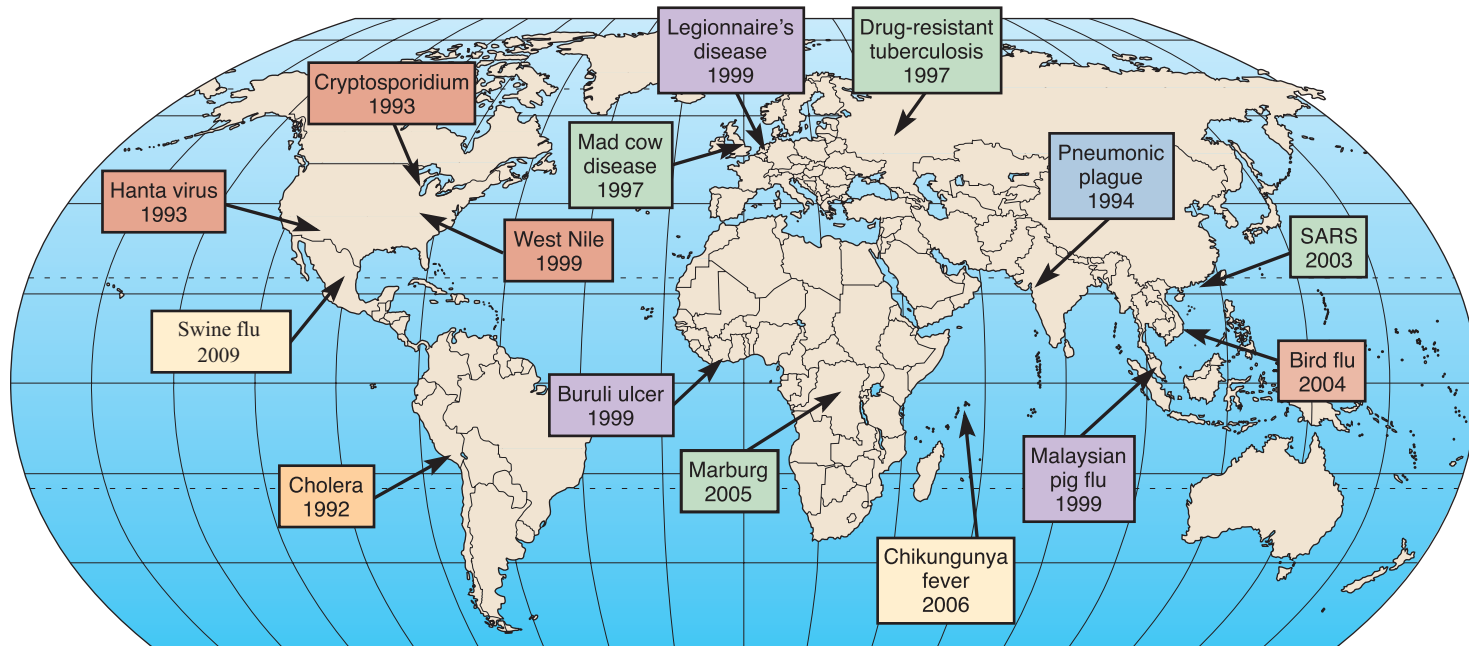 Legionnaire's
disease
1999
Drug-resistant
tuberculosis
1997
Cryptosporidium
1993
Mad cow
disease
1997
Pneumonic
plague
1994
Hanta virus
1993
West Nile
1999
SARS
2003
Swine flu
2009
Bird flu
2004
Buruli ulcer
1999
Malaysian
pig flu
1999
Marburg
2005
Cholera
1992
Chikungunya
fever
2006